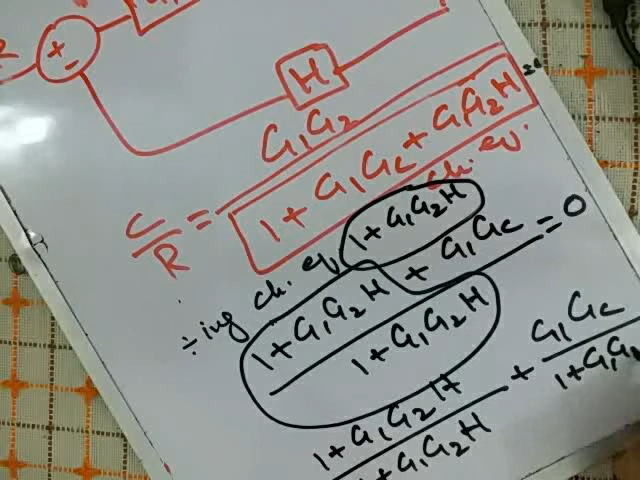 R
+
-
H
G₁G₂
C/R = G₁G₂ / 1 + G₁Gc + G₁G₂H
ch. eq.
÷ing ch. eq. 1 + G₁G₂H
1 + G₁G₂H + G₁Gc = 0
1 + G₁G₂H
1 + G₁G₂H + G₁Gc
1 + G₁G₂H